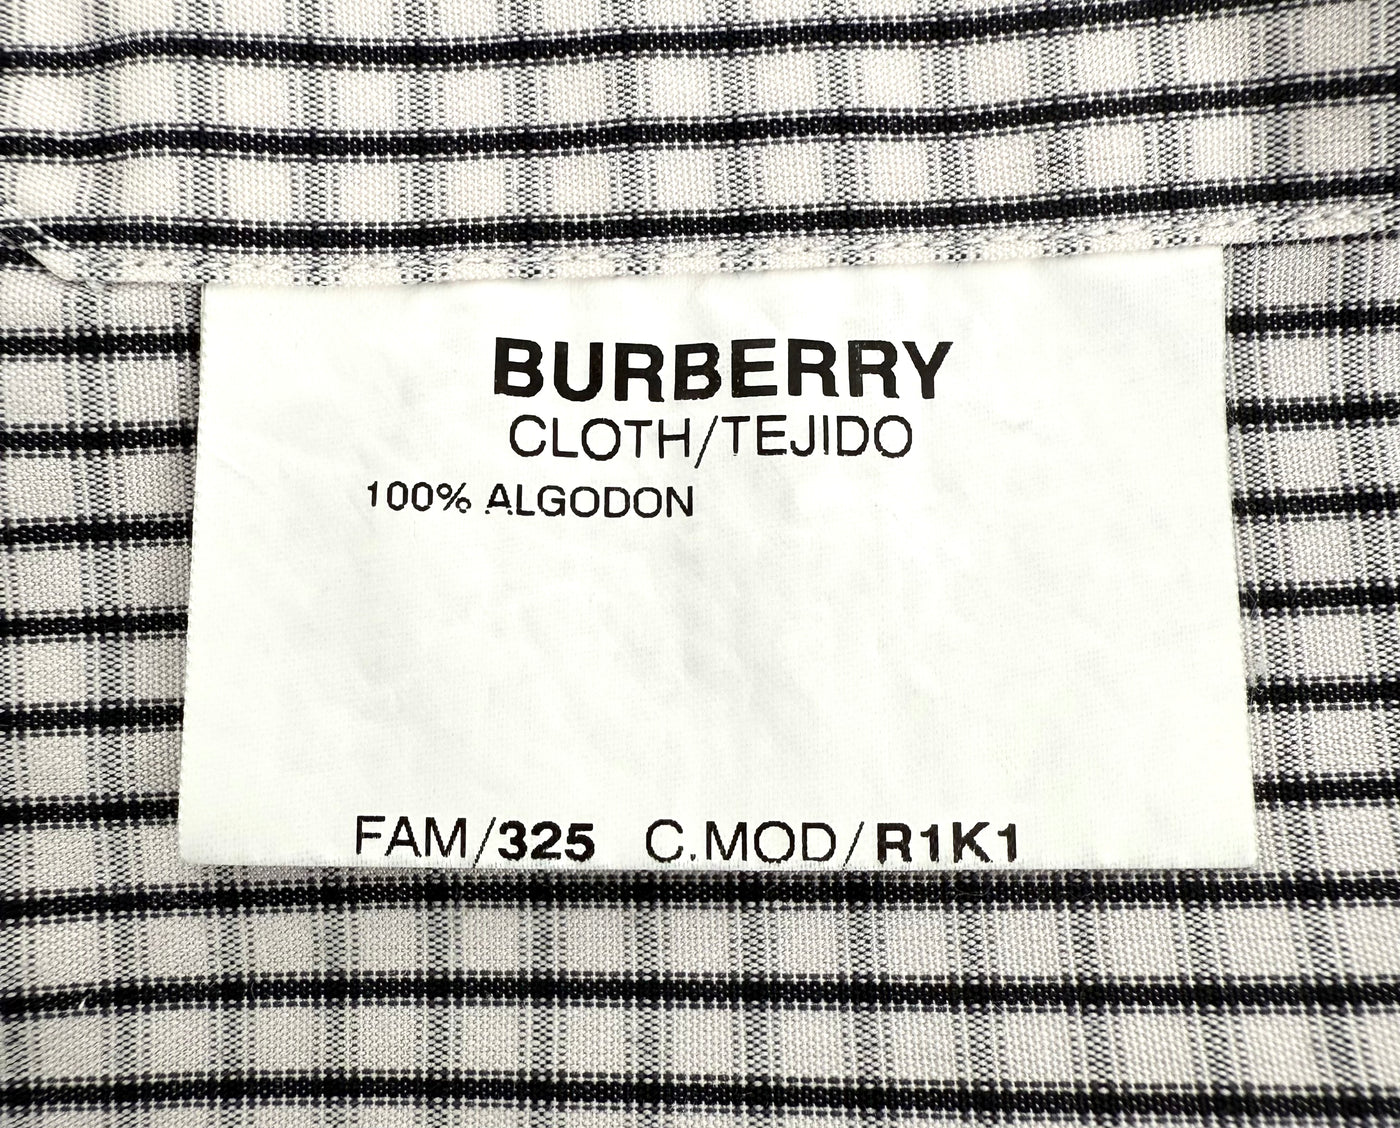 BURBERRY
CLOTH/TEJIDO
100% ALGODON
FAM/325 C.MOD/R1K1